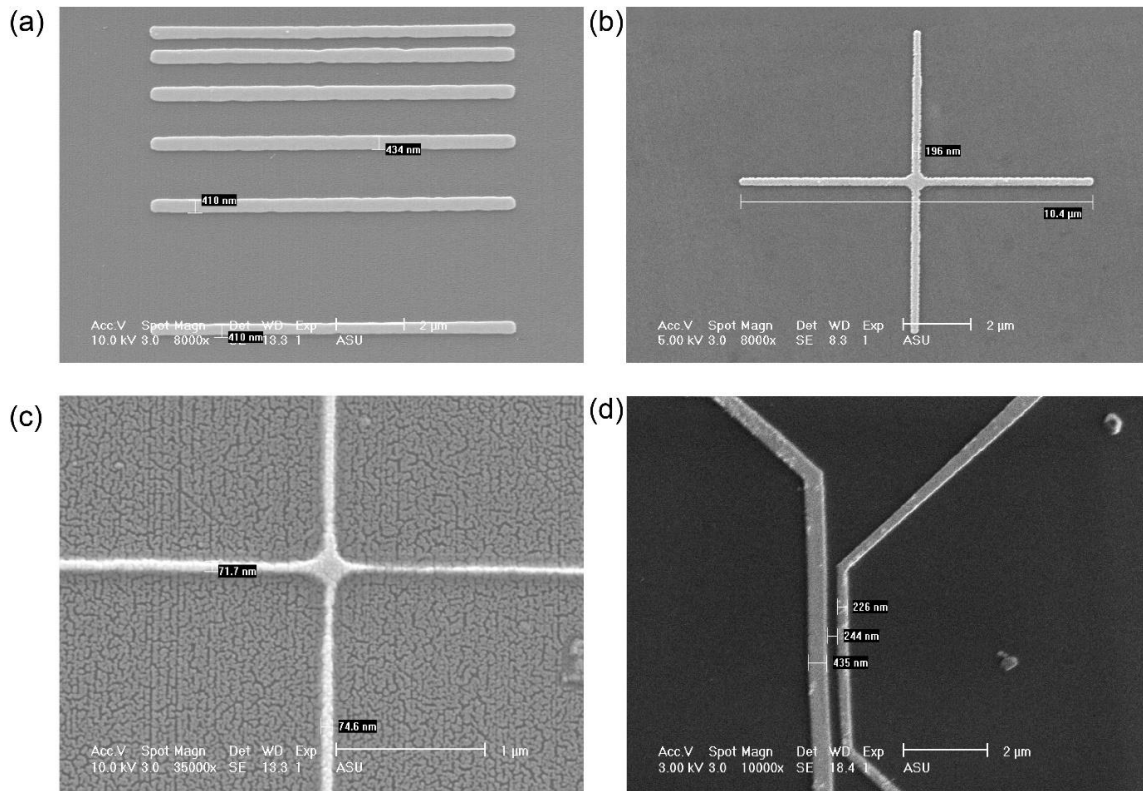 (a)
434 nm
410 nm
410 nm
Acc.V Spot Magn Det WD Exp 2 µm
10.0 kV 3.0 8000x SE 13.3 1 ASU
(b)
196 nm
10.4 µm
Acc.V Spot Magn Det WD Exp 2 µm
5.00 kV 3.0 8000x SE 8.3 1 ASU
(c)
71.7 nm
74.6 nm
Acc.V Spot Magn Det WD Exp 1 µm
10.0 kV 3.0 35000x SE 13.3 1 ASU
(d)
226 nm
244 nm
435 nm
Acc.V Spot Magn Det WD Exp 2 µm
3.00 kV 3.0 10000x SE 18.4 1 ASU